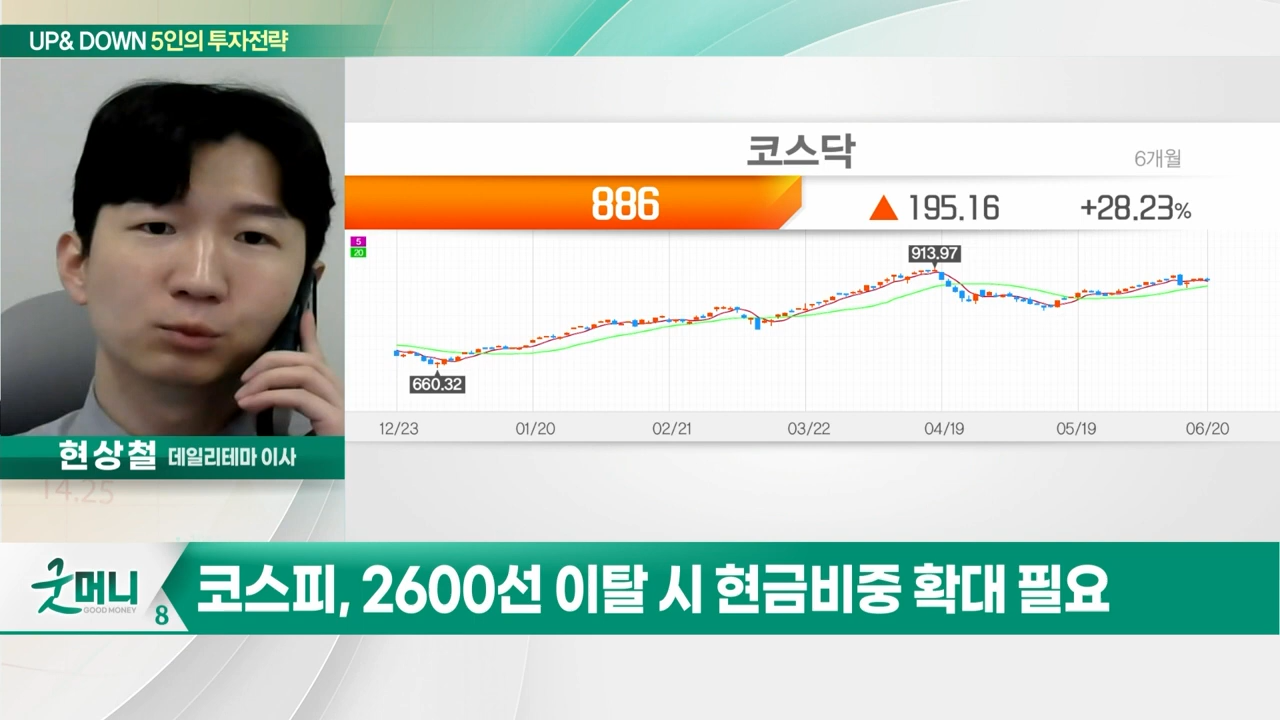 UP& DOWN 5인의 투자전략
코스닥
6개월
886
▲ 195.16
+28.23%
5
20
913.97
660.32
12/23 01/20 02/21 03/22 04/19 05/19 06/20
현상철 데일리테마 이사
14.25
굿머니
GOOD MONEY
8
코스피, 2600선 이탈 시 현금비중 확대 필요